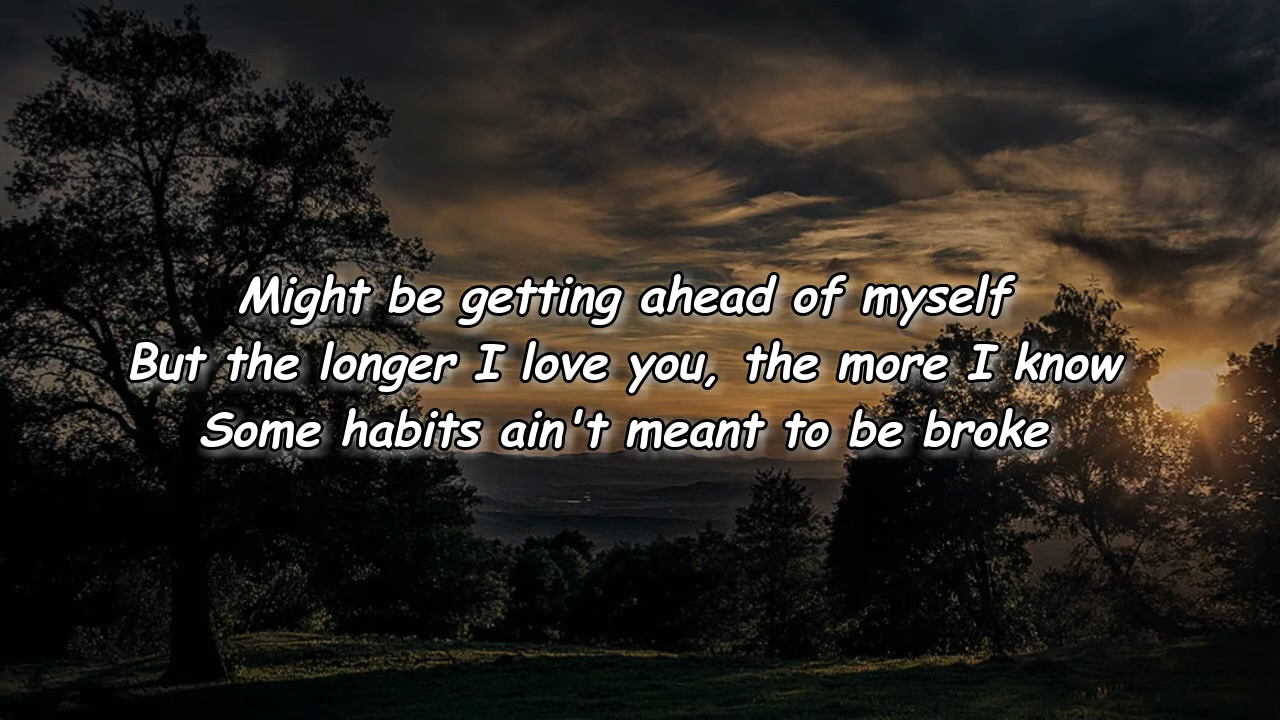 Might be getting ahead of myself
But the longer I love you, the more I know
Some habits ain't meant to be broke